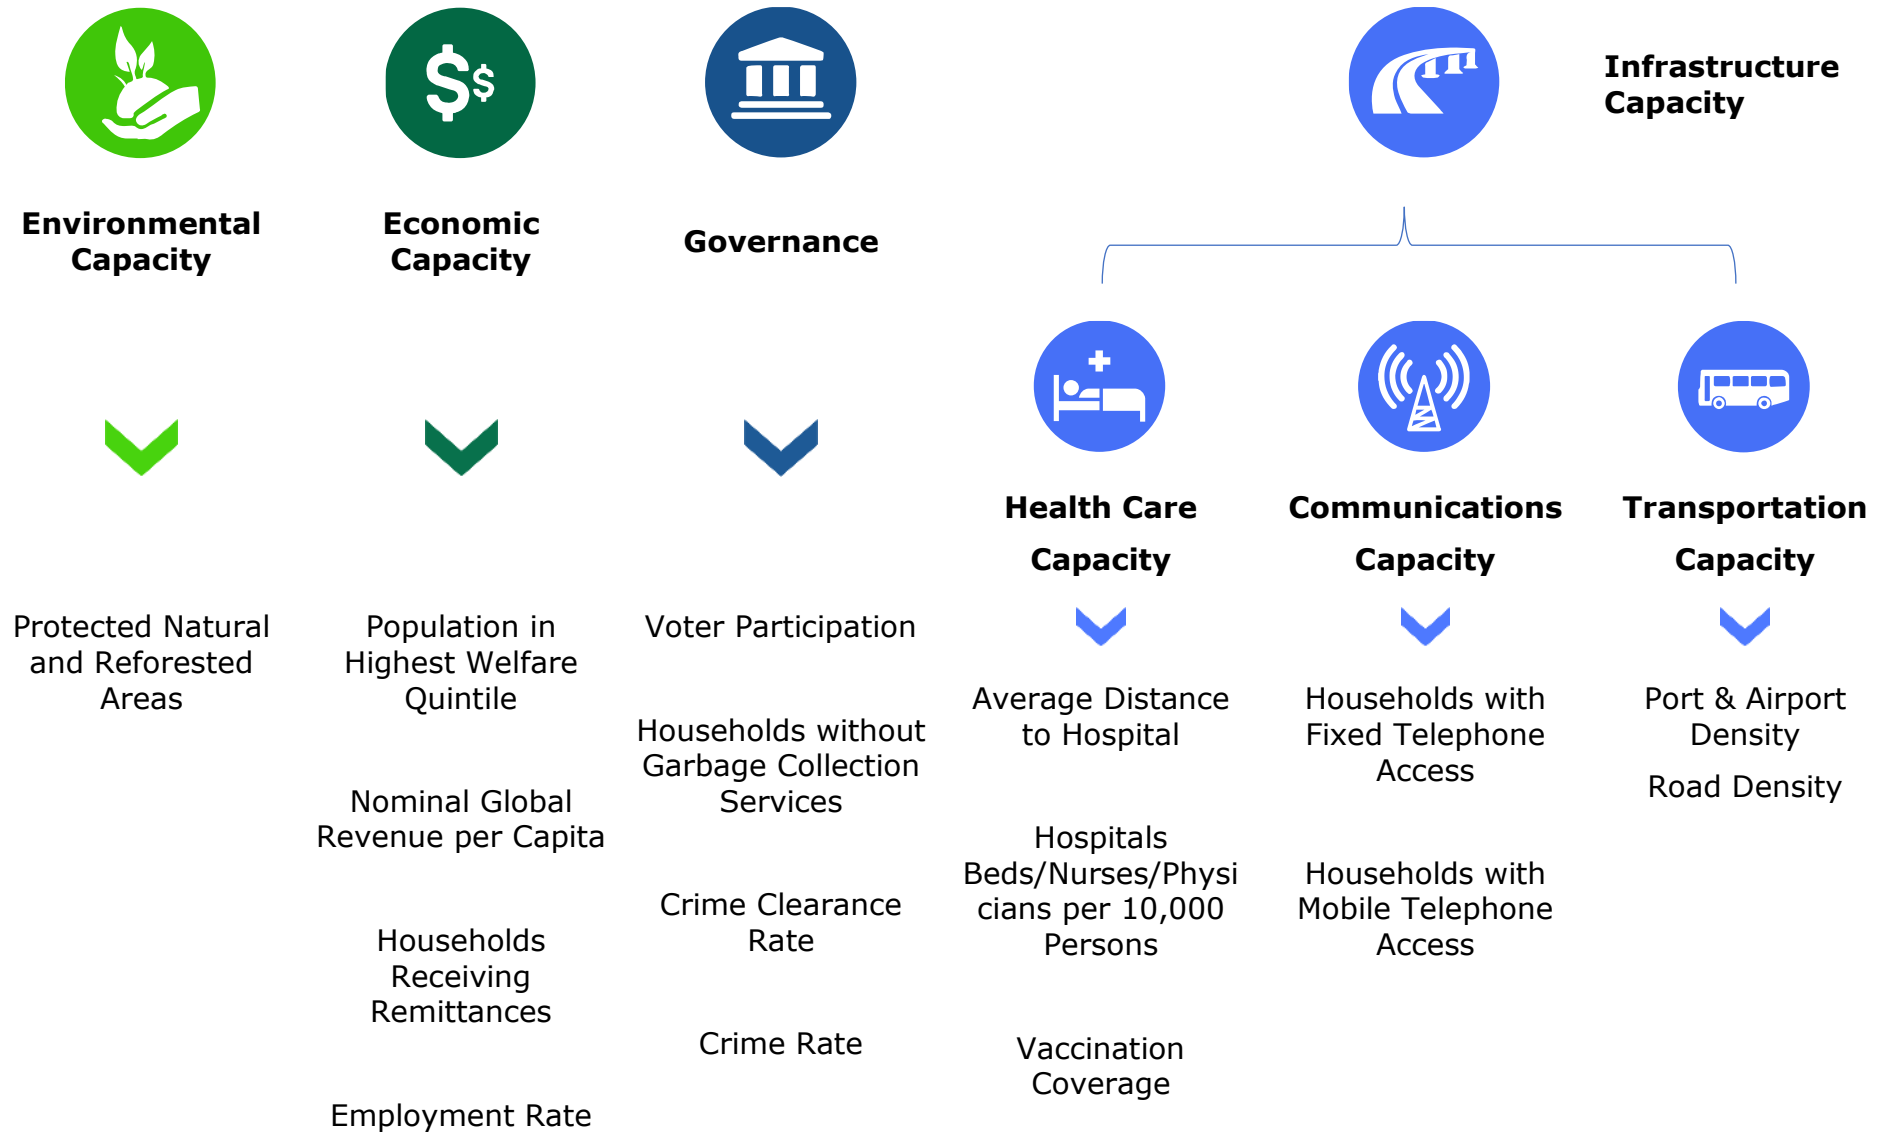 Infrastructure
Capacity
Environmental
Capacity
Economic
Capacity
Governance
Health Care
Capacity
Communications
Capacity
Transportation
Capacity
Protected Natural
and Reforested
Areas
Population in
Highest Welfare
Quintile
Nominal Global
Revenue per Capita
Households
Receiving
Remittances
Employment Rate
Voter Participation
Households without
Garbage Collection
Services
Crime Clearance
Rate
Crime Rate
Average Distance
to Hospital
Hospitals
Beds/Nurses/Physi
cians per 10,000
Persons
Vaccination
Coverage
Households with
Fixed Telephone
Access
Households with
Mobile Telephone
Access
Port & Airport
Density
Road Density